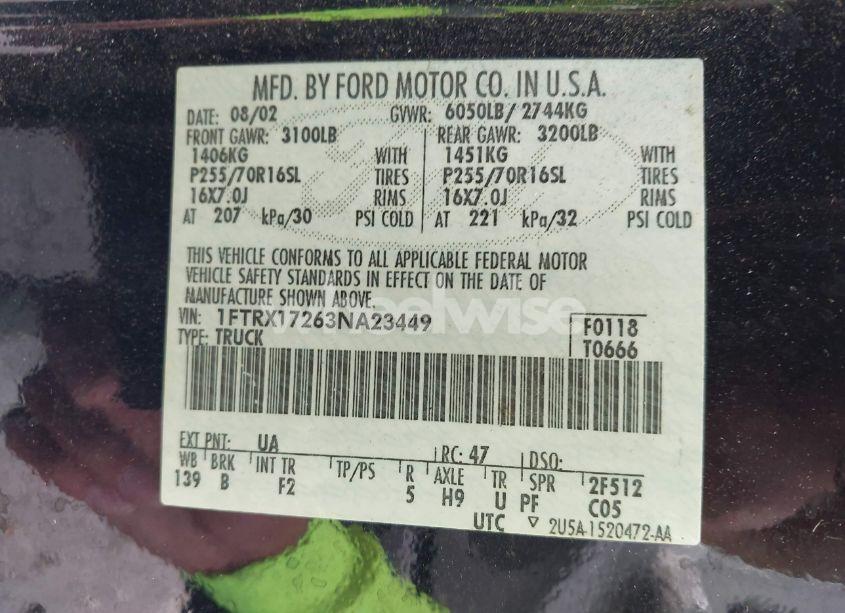 MFD. BY FORD MOTOR CO. IN U.S.A.
DATE: 08/02 GVWR: 6050LB/ 2744KG
FRONT GAWR: 3100LB REAR GAWR: 3200LB
1406KG WITH 1451KG WITH
P255/70R16SL TIRES P255/70R16SL TIRES
16X7.0J RIMS 16X7.0J RIMS
AT 207 kPa/30 PSI COLD AT 221 kPa/32 PSI COLD
THIS VEHICLE CONFORMS TO ALL APPLICABLE FEDERAL MOTOR
VEHICLE SAFETY STANDARDS IN EFFECT ON THE DATE OF
MANUFACTURE SHOWN ABOVE.
VIN: 1FTRX17263NA23449 F0118
TYPE: TRUCK T0666
EXT PNT: UA RC: 47 DSO:
WB BRK INT TR TP/PS R AXLE TR SPR 2F512
139 B F2 5 H9 U PF C05
UTC ▽ 2U5A-1520472-AA